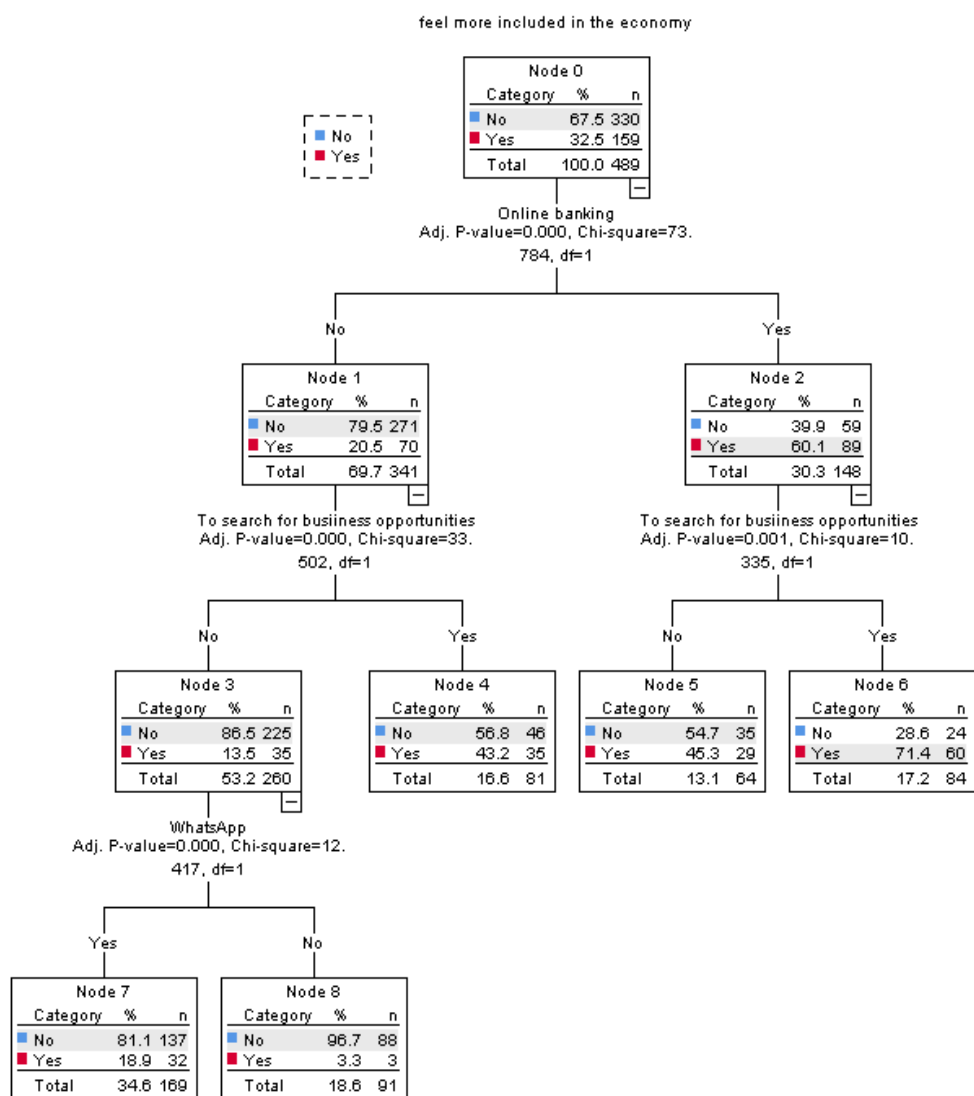 feel more included in the economy
Node 0
Category % n
No 67.5 330
Yes 32.5 159
Total 100.0 489
No
Yes
Online banking
Adj. P-value=0.000, Chi-square=73.
784, df=1
No
Yes
Node 1
Category % n
No 79.5 271
Yes 20.5 70
Total 69.7 341
Node 2
Category % n
No 39.9 59
Yes 60.1 89
Total 30.3 148
To search for busiiness opportunities
Adj. P-value=0.000, Chi-square=33.
502, df=1
To search for busiiness opportunities
Adj. P-value=0.001, Chi-square=10.
335, df=1
No
Yes
No
Yes
Node 3
Category % n
No 86.5 225
Yes 13.5 35
Total 53.2 260
Node 4
Category % n
No 56.8 46
Yes 43.2 35
Total 16.6 81
Node 5
Category % n
No 54.7 35
Yes 45.3 29
Total 13.1 64
Node 6
Category % n
No 28.6 24
Yes 71.4 60
Total 17.2 84
WhatsApp
Adj. P-value=0.000, Chi-square=12.
417, df=1
Yes
No
Node 7
Category % n
No 81.1 137
Yes 18.9 32
Total 34.6 169
Node 8
Category % n
No 96.7 88
Yes 3.3 3
Total 18.6 91